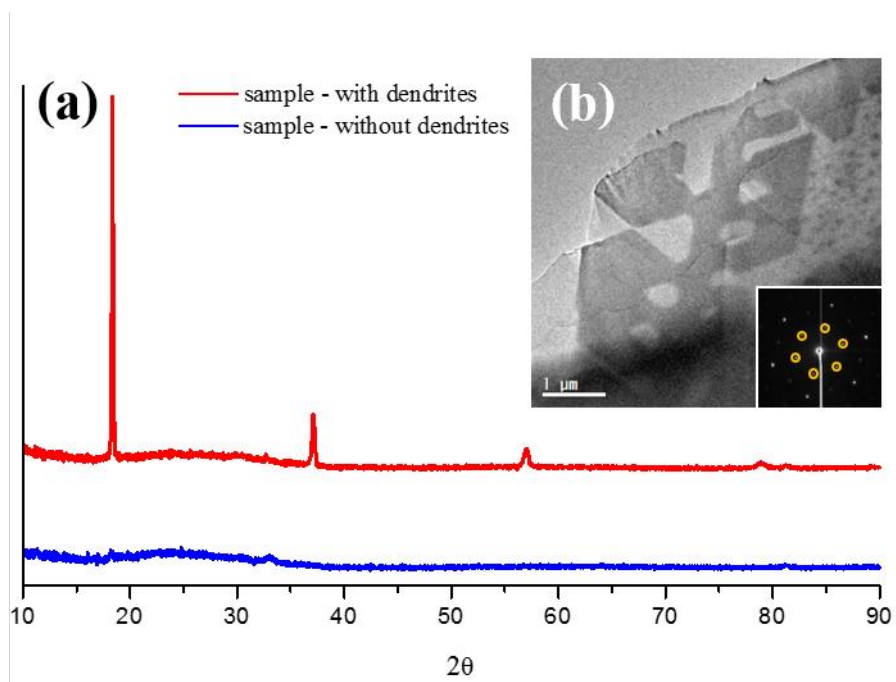 (a)
sample - with dendrites
sample - without dendrites
(b)
1 μm
10 20 30 40 50 60 70 80 90
2θ